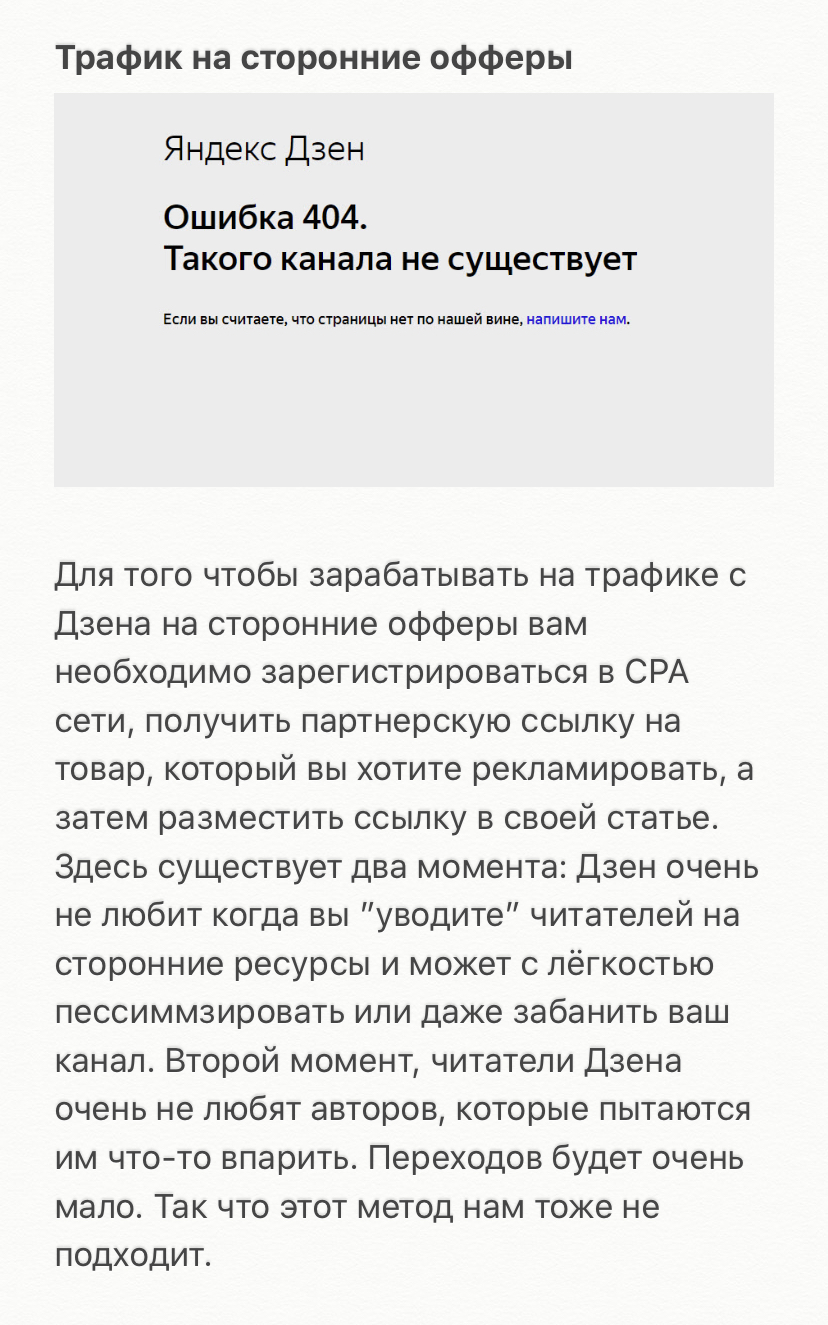 Трафик на сторонние офферы
Яндекс Дзен
Ошибка 404.
Такого канала не существует
Если вы считаете, что страницы нет по нашей вине, напишите нам.
Для того чтобы зарабатывать на трафике с
Дзена на сторонние офферы вам
необходимо зарегистрироваться в CPA
сети, получить партнерскую ссылку на
товар, который вы хотите рекламировать, а
затем разместить ссылку в своей статье.
Здесь существует два момента: Дзен очень
не любит когда вы "уводите" читателей на
сторонние ресурсы и может с лёгкостью
пессиммзировать или даже забанить ваш
канал. Второй момент, читатели Дзена
очень не любят авторов, которые пытаются
им что-то впарить. Переходов будет очень
мало. Так что этот метод нам тоже не
подходит.